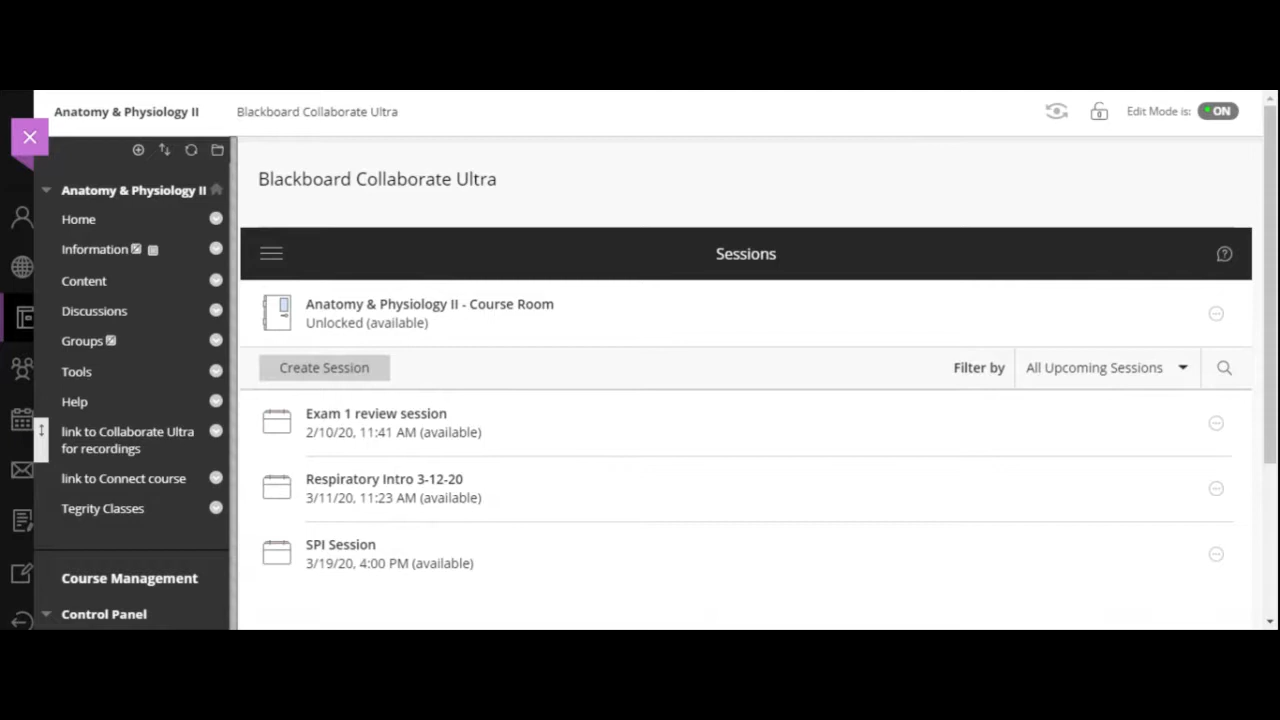 Anatomy & Physiology II
Blackboard Collaborate Ultra
Edit Mode is:
ON
Anatomy & Physiology II
Home
Information
Content
Discussions
Groups
Tools
Help
link to Collaborate Ultra
for recordings
link to Connect course
Tegrity Classes
Course Management
Control Panel
Blackboard Collaborate Ultra
Sessions
Anatomy & Physiology II - Course Room
Unlocked (available)
Create Session
Filter by
All Upcoming Sessions
Exam 1 review session
2/10/20, 11:41 AM (available)
Respiratory Intro 3-12-20
3/11/20, 11:23 AM (available)
SPI Session
3/19/20, 4:00 PM (available)